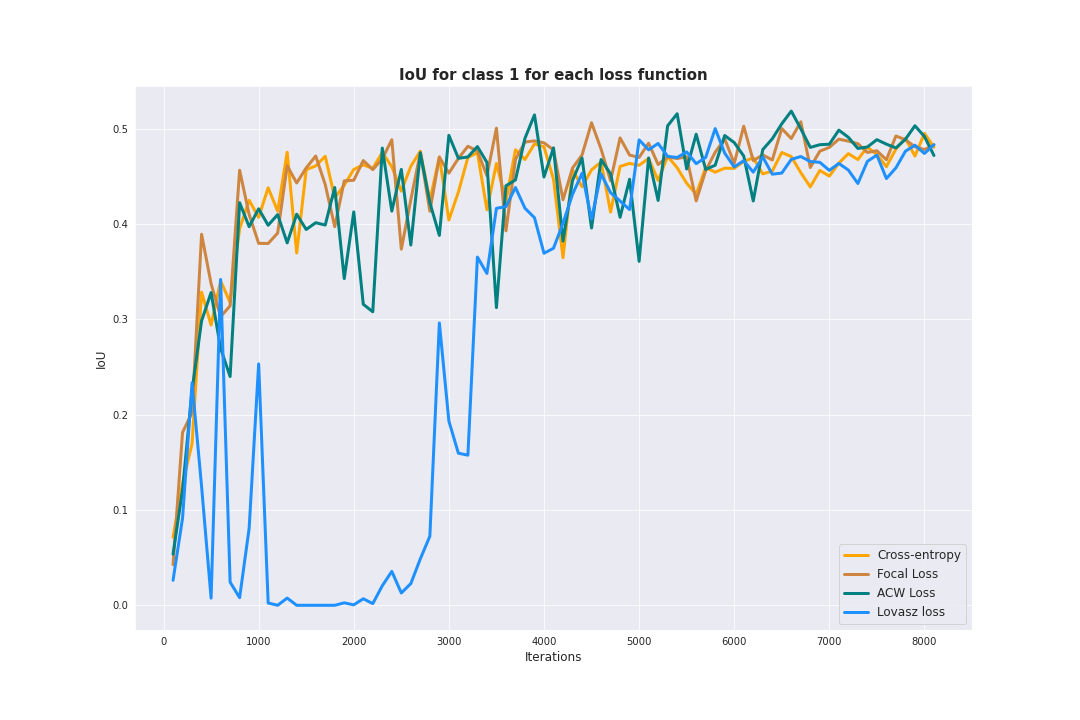 IoU for class 1 for each loss function
IoU
0.5
0.4
0.3
0.2
0.1
0.0
0 1000 2000 3000 4000 5000 6000 7000 8000
Iterations
Cross-entropy
Focal Loss
ACW Loss
Lovasz loss